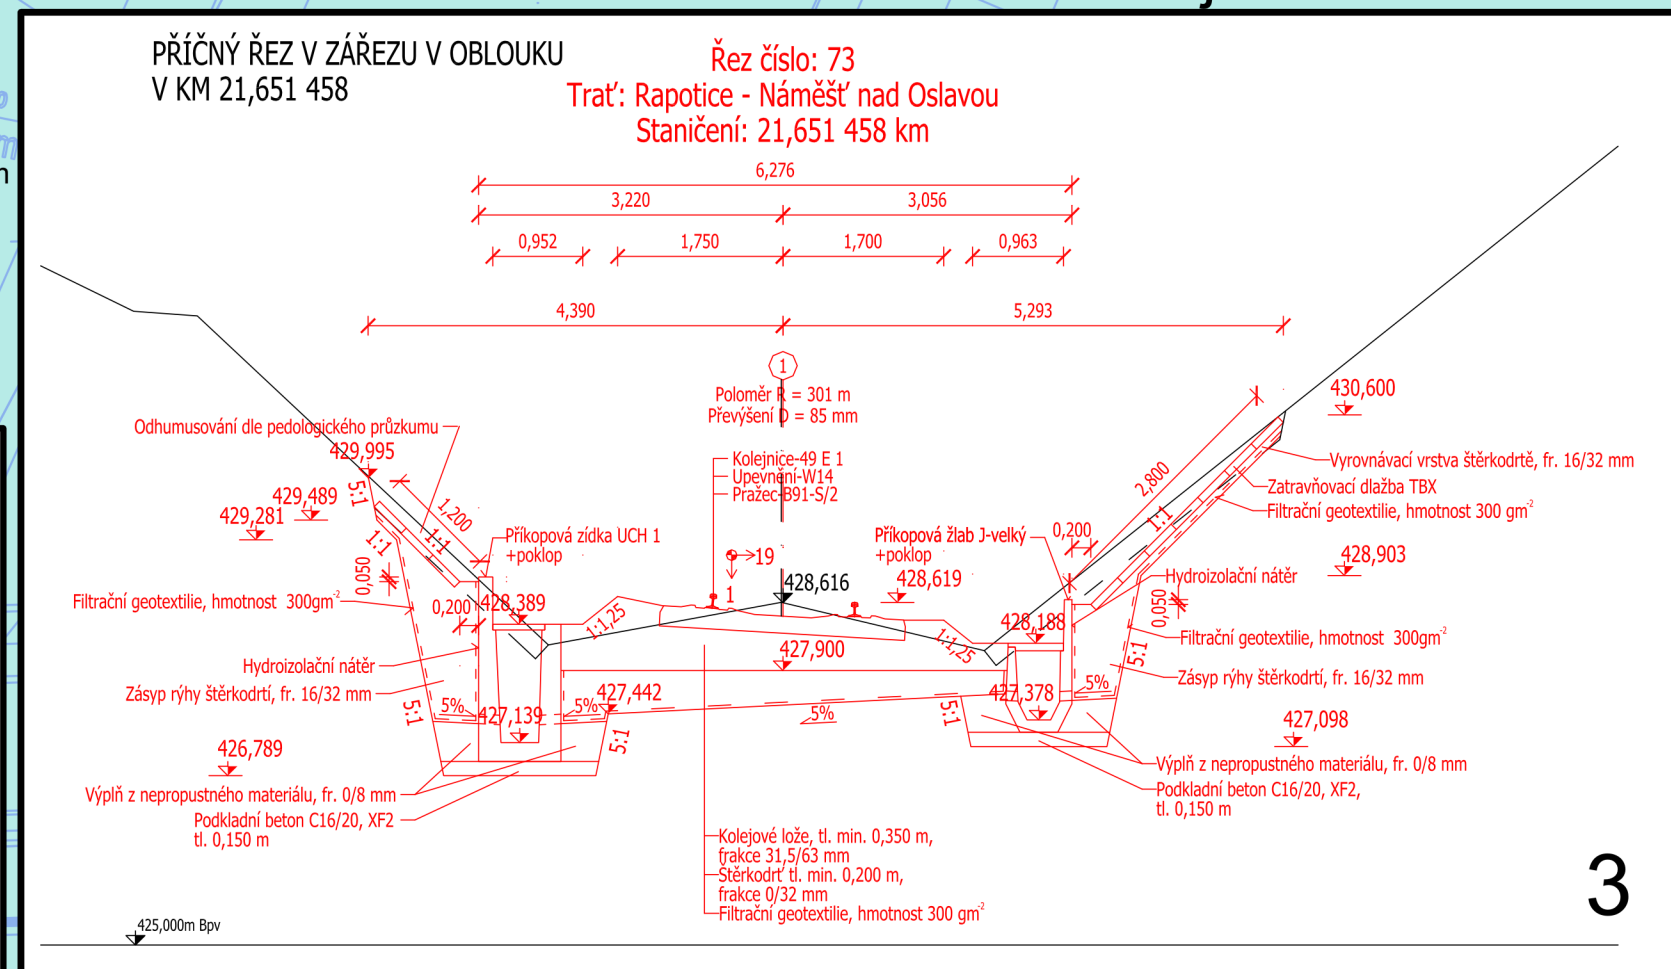 PŘÍČNÝ ŘEZ V ZÁŘEZU V OBLOUKU
V KM 21,651 458
Řez číslo: 73
Trať: Rapotice - Náměšť nad Oslavou
Staničení: 21,651 458 km
6,276
3,220
3,056
0,952
1,750
1,700
0,963
4,390
5,293
1
Poloměr R = 301 m
Převýšení D = 85 mm
430,600
Odhumusování dle pedologického průzkumu
429,995
Kolejnice-49 E 1
Upevnění-W14
Pražec-B91-S/2
Vyrovnávací vrstva štěrkodrtě, fr. 16/32 mm
Zatravňovací dlažba TBX
Filtrační geotextilie, hmotnost 300 gm-2
5:1
429,489
429,281
1,200
1:1
1:1
2,800
1:1
Příkopová zídka UCH 1
+poklop
Příkopový žlab J-velký
+poklop
0,200
19
1
428,903
0,050
428,616
428,619
Hydroizolační nátěr
Filtrační geotextilie, hmotnost 300gm-2
0,200
428,389
1:1,25
428,188
0,050
1:1,25
Filtrační geotextilie, hmotnost 300gm-2
5:1
427,900
Hydroizolační nátěr
Zásyp rýhy štěrkodrtí, fr. 16/32 mm
Zásyp rýhy štěrkodrtí, fr. 16/32 mm
5%
5%
427,442
427,378
5%
5:1
427,139
5:1
5%
5:1
427,098
426,789
Výplň z nepropustného materiálu, fr. 0/8 mm
Podkladní beton C16/20, XF2
tl. 0,150 m
Výplň z nepropustného materiálu, fr. 0/8 mm
Podkladní beton C16/20, XF2,
tl. 0,150 m
Kolejové lože, tl. min. 0,350 m,
frakce 31,5/63 mm
Štěrkodrť tl. min. 0,200 m,
frakce 0/32 mm
Filtrační geotextilie, hmotnost 300 gm-2
3
425,000m Bpv